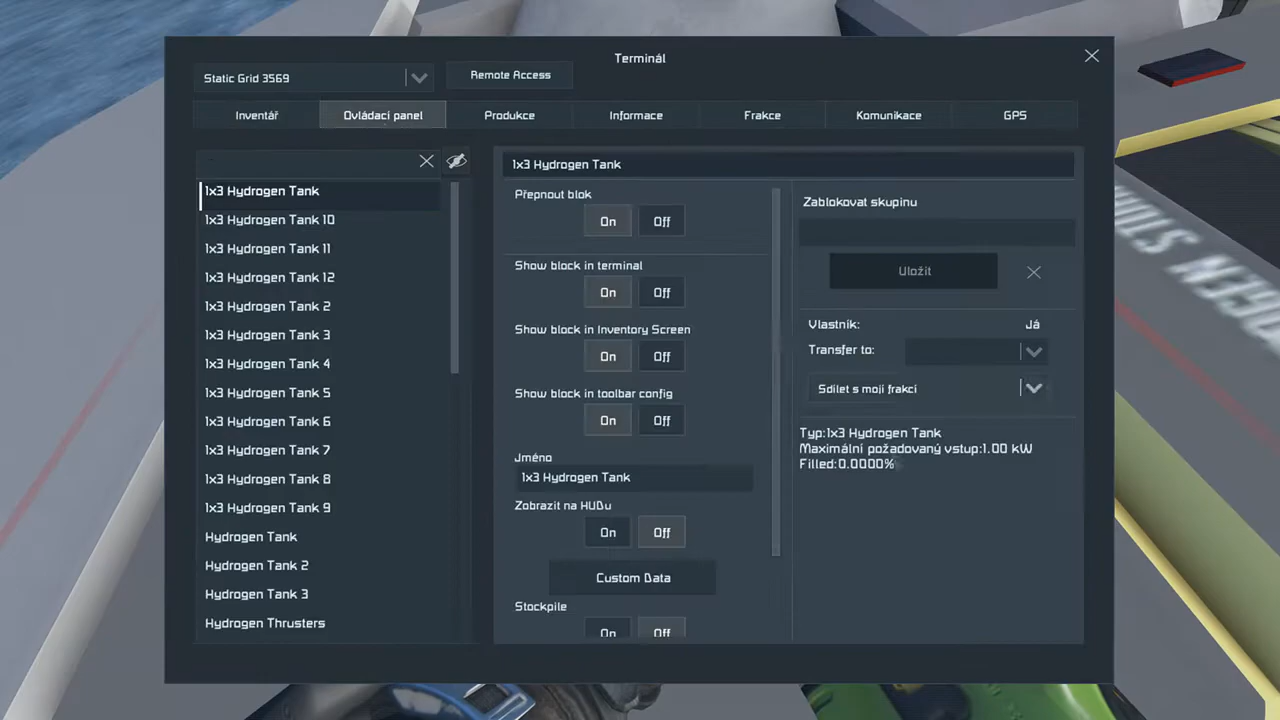 Terminál
Static Grid 3569
Remote Access
Inventář
Ovládací panel
Produkce
Informace
Frakce
Komunikace
GPS
1x3 Hydrogen Tank
1x3 Hydrogen Tank 10
1x3 Hydrogen Tank 11
1x3 Hydrogen Tank 12
1x3 Hydrogen Tank 2
1x3 Hydrogen Tank 3
1x3 Hydrogen Tank 4
1x3 Hydrogen Tank 5
1x3 Hydrogen Tank 6
1x3 Hydrogen Tank 7
1x3 Hydrogen Tank 8
1x3 Hydrogen Tank 9
Hydrogen Tank
Hydrogen Tank 2
Hydrogen Tank 3
Hydrogen Thrusters
1x3 Hydrogen Tank
Přepnout blok
On Off
Show block in terminal
On Off
Show block in Inventory Screen
On Off
Show block in toolbar config
On Off
Jméno
1x3 Hydrogen Tank
Zobrazit na HUDu
On Off
Custom Data
Stockpile
On Off
Zablokovat skupinu
Uložit
Vlastník: Já
Transfer to:
Sdílet s mojí frakcí
Typ:1x3 Hydrogen Tank
Maximální požadovaný vstup:1.00 kW
Filled:0.0000%